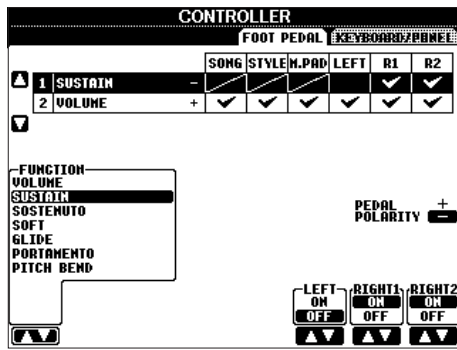 CONTROLLER
FOOT PEDAL KEYBOARD/PANEL
SONG STYLE M.PAD LEFT R1 R2
1 SUSTAIN -
2 VOLUME +
FUNCTION
VOLUME
SUSTAIN
SOSTENUTO
SOFT
GLIDE
PORTAMENTO
PITCH BEND
PEDAL POLARITY + -
LEFT RIGHT1 RIGHT2
ON ON ON
OFF OFF OFF